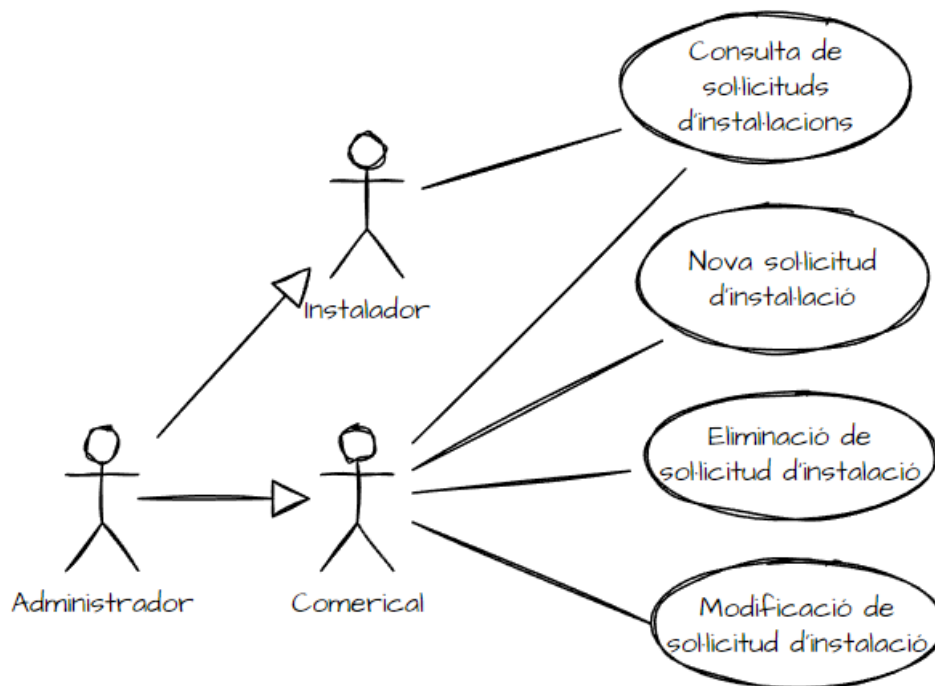 Consulta de
sol·licituds
d'instal·lacions
Instalador
Nova sol·licitud
d'instal·lació
Eliminació de
sol·licitud d'instalació
Administrador
Comerical
Modificació de
sol·licitud d'instalació